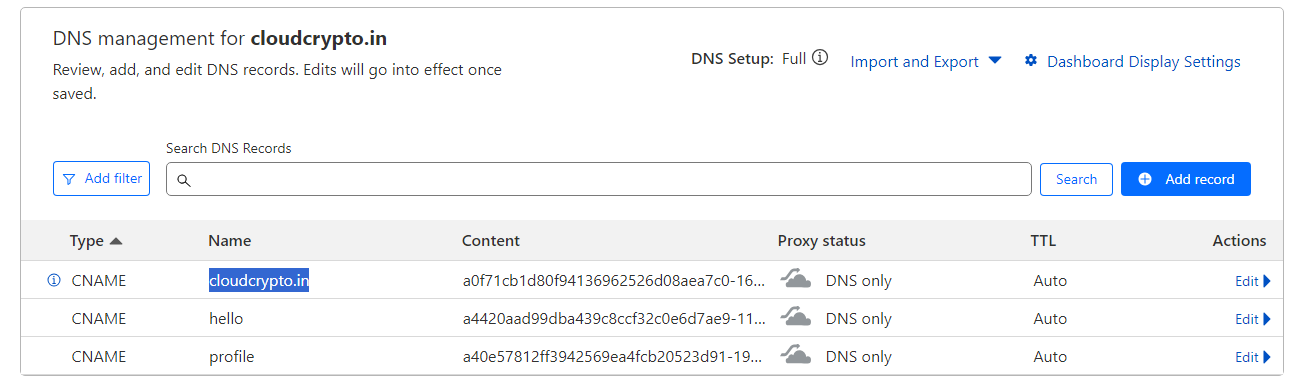 DNS management for cloudcrypto.in
Review, add, and edit DNS records. Edits will go into effect once
saved.
DNS Setup: Full
Import and Export
Dashboard Display Settings
Search DNS Records
Add filter
Search
Add record
Type Name Content Proxy status TTL Actions
CNAME cloudcrypto.in a0f71cb1d80f94136962526d08aea7c0-16... DNS only Auto Edit
CNAME hello a4420aad99dba439c8ccf32c0e6d7ae9-11... DNS only Auto Edit
CNAME profile a40e57812ff3942569ea4fcb20523d91-19... DNS only Auto Edit